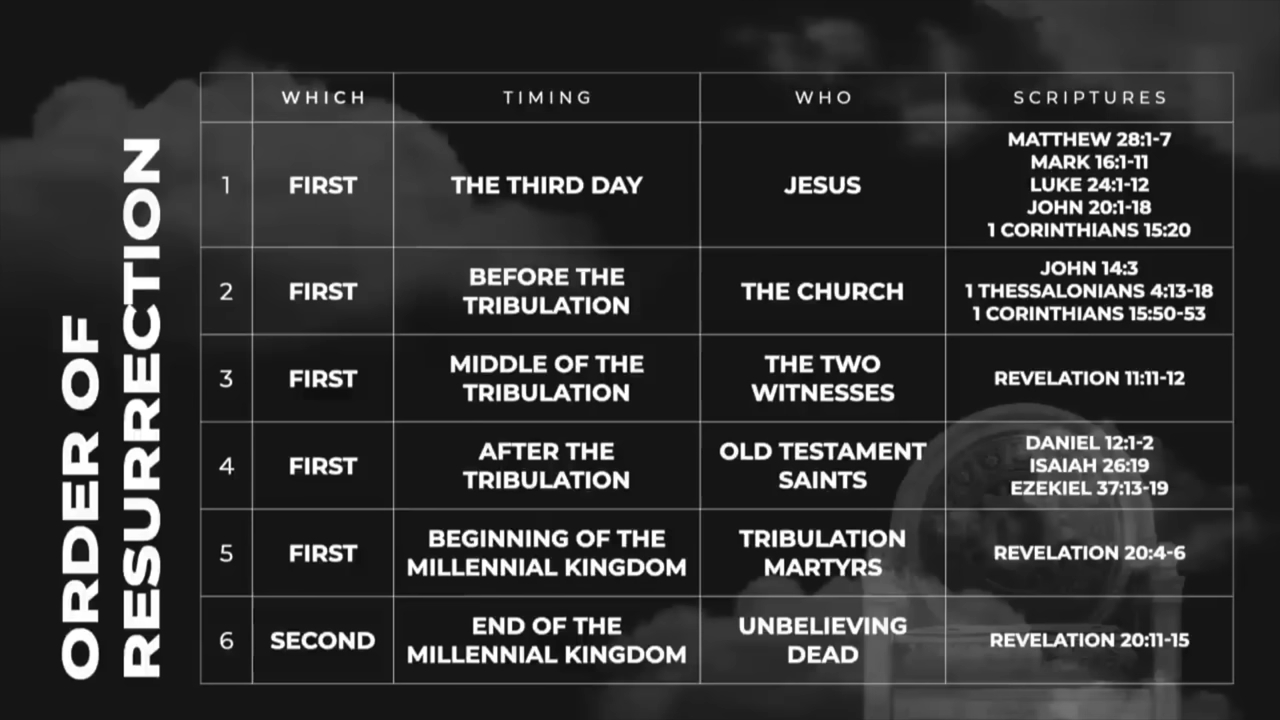 ORDER OF
RESURRECTION
WHICH TIMING WHO SCRIPTURES
1 FIRST THE THIRD DAY JESUS
MATTHEW 28:1-7
MARK 16:1-11
LUKE 24:1-12
JOHN 20:1-18
1 CORINTHIANS 15:20
2 FIRST
BEFORE THE
TRIBULATION
THE CHURCH
JOHN 14:3
1 THESSALONIANS 4:13-18
1 CORINTHIANS 15:50-53
3 FIRST
MIDDLE OF THE
TRIBULATION
THE TWO
WITNESSES
REVELATION 11:11-12
4 FIRST
AFTER THE
TRIBULATION
OLD TESTAMENT
SAINTS
DANIEL 12:1-2
ISAIAH 26:19
EZEKIEL 37:13-19
5 FIRST
BEGINNING OF THE
MILLENNIAL KINGDOM
TRIBULATION
MARTYRS
REVELATION 20:4-6
6 SECOND
END OF THE
MILLENNIAL KINGDOM
UNBELIEVING
DEAD
REVELATION 20:11-15